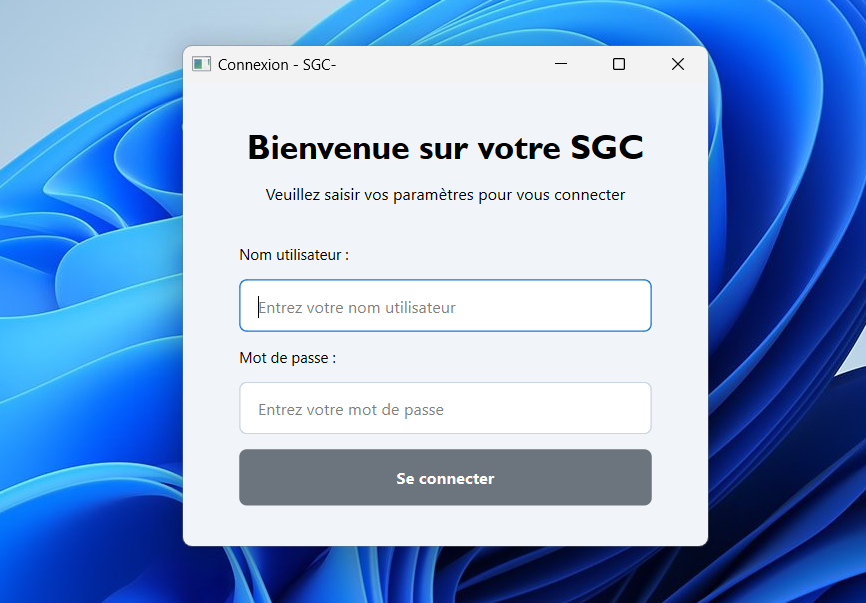 Connexion - SGC-
Bienvenue sur votre SGC
Veuillez saisir vos paramètres pour vous connecter
Nom utilisateur :
Entrez votre nom utilisateur
Mot de passe :
Entrez votre mot de passe
Se connecter